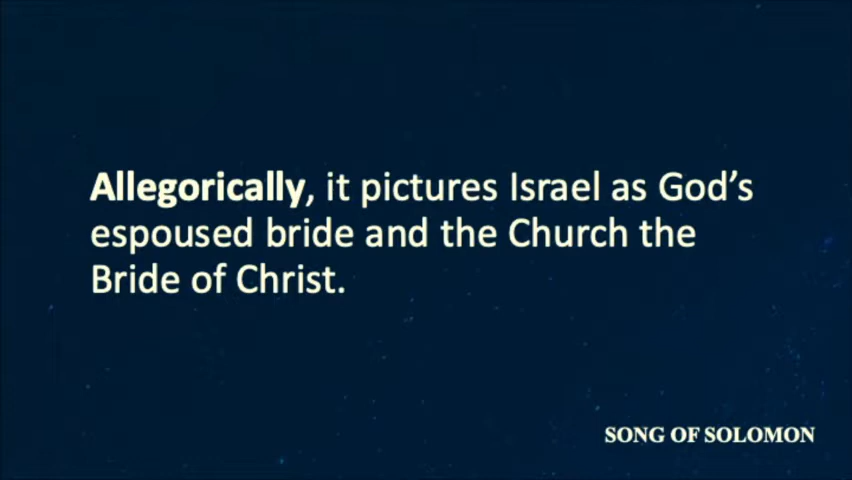 Allegorically, it pictures Israel as God’s
espoused bride and the Church the
Bride of Christ.
SONG OF SOLOMON